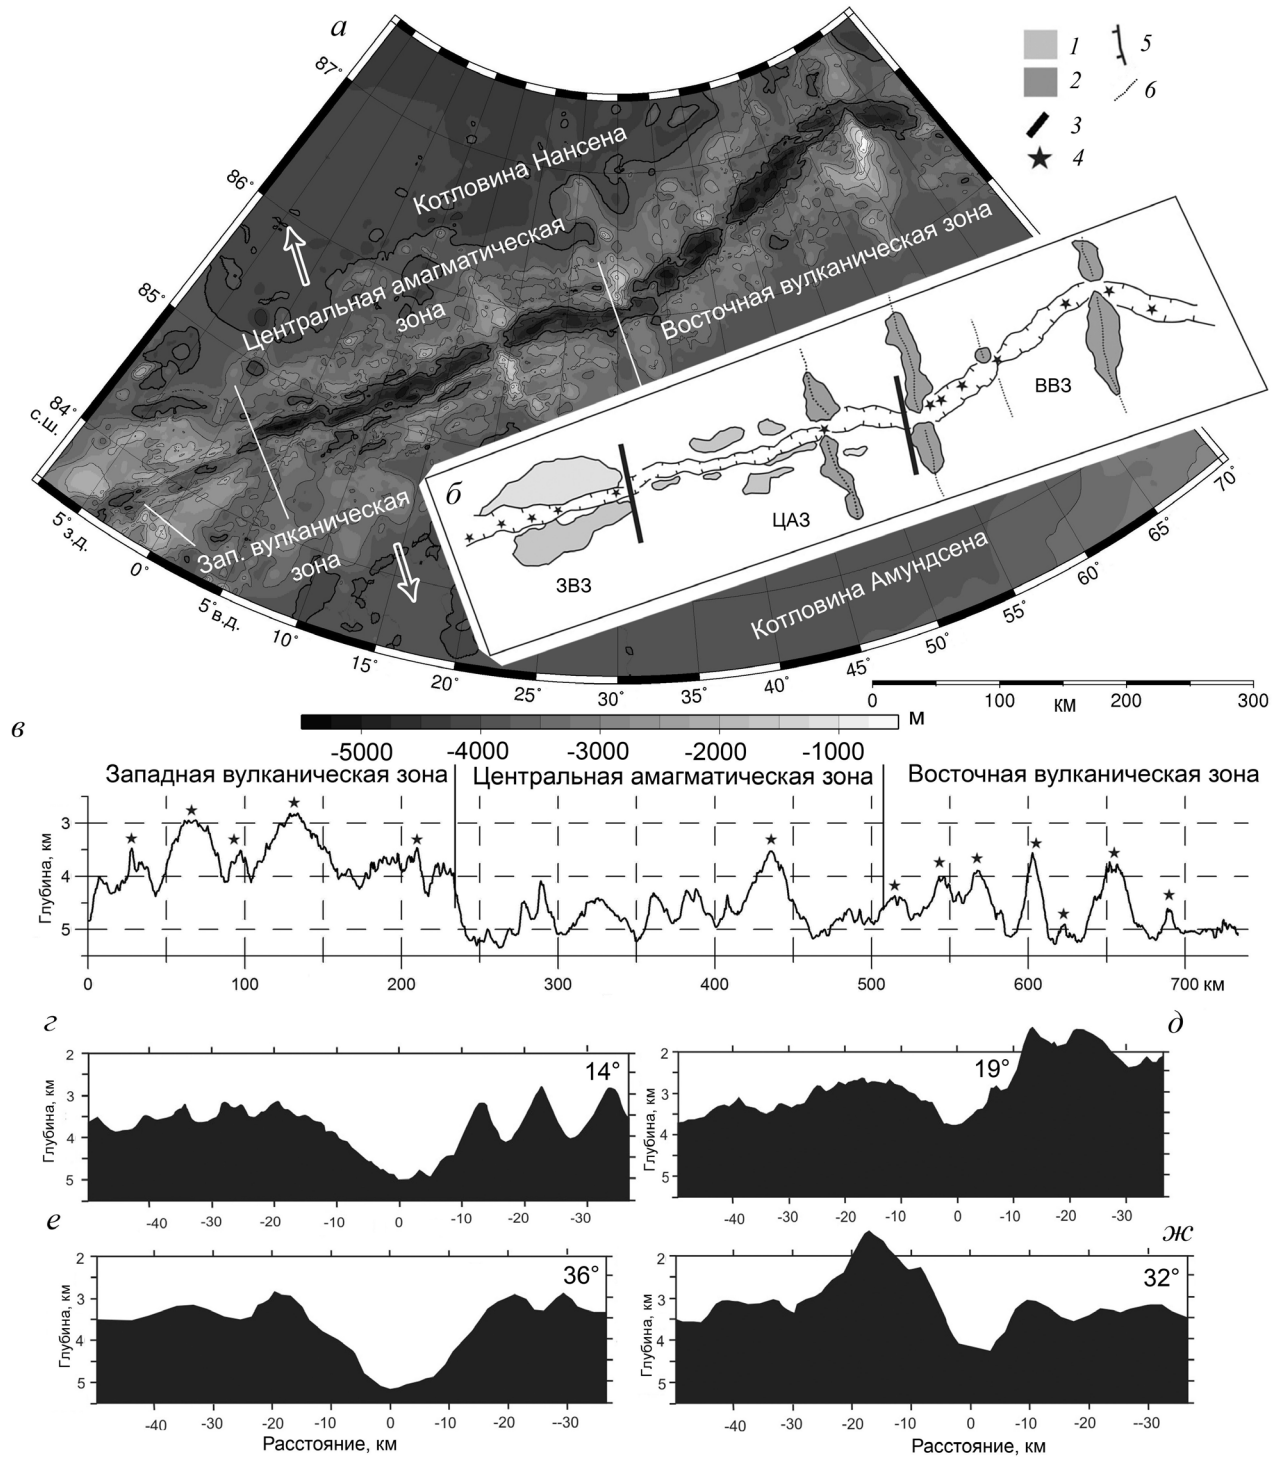 а
87°
86°
85°
84°
с.ш.
5°з.д.
0°
5°в.д.
10°
15°
20°
25°
30°
35°
40°
45°
50°
55°
60°
65°
70°
Котловина Нансена
Центральная амагматическая
зона
Восточная вулканическая зона
Зап. вулканическая
зона
Котловина Амундсена
1
2
3
4
5
6
б
ЗВЗ
ЦАЗ
ВВЗ
0 100 200 300
км
-5000 -4000 -3000 -2000 -1000
м
в
Западная вулканическая зона
Центральная амагматическая зона
Восточная вулканическая зона
Глубина, км
3
4
5
0 100 200 300 400 500 600 700 км
г
14°
Глубина, км
2
3
4
5
-40 -30 -20 -10 0 -10 -20 -30
д
19°
Глубина, км
2
3
4
5
-40 -30 -20 -10 0 -10 -20 -30
е
36°
Глубина, км
2
3
4
5
-40 -30 -20 -10 0 -10 -20 --30
Расстояние, км
ж
32°
Глубина, км
2
3
4
5
-40 -30 -20 -10 0 -10 -20 --30
Расстояние, км